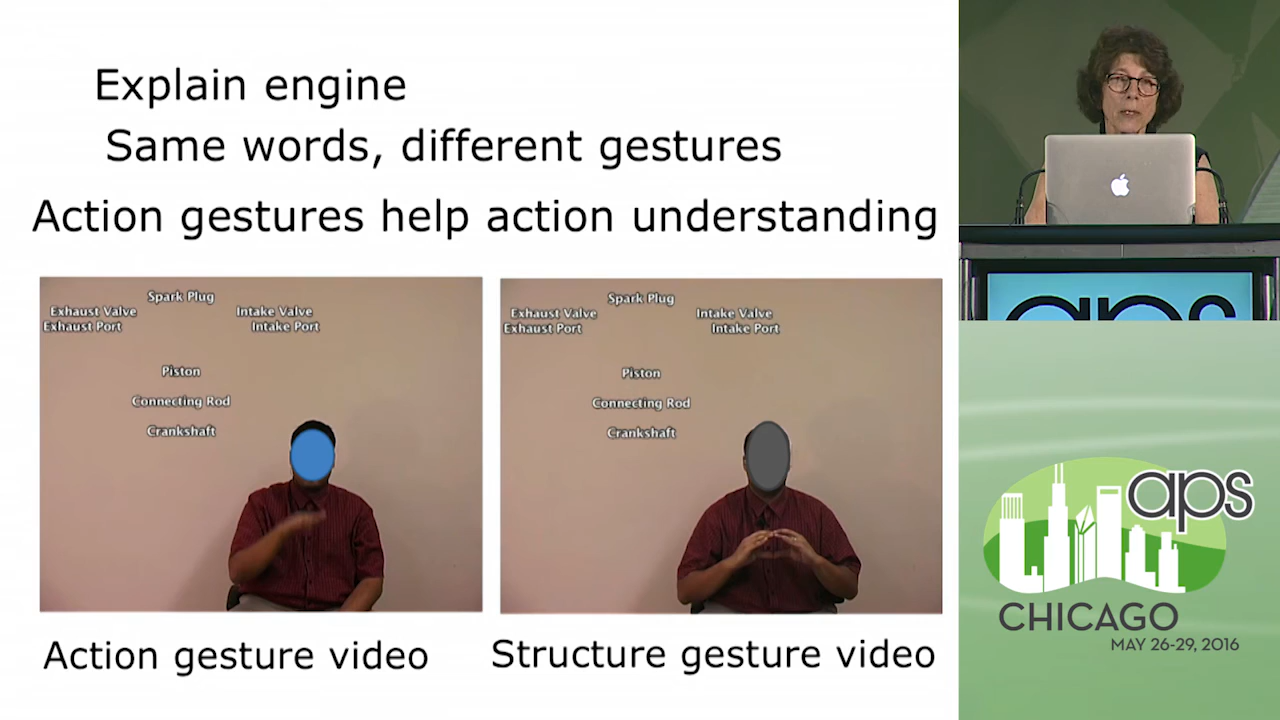 Explain engine
Same words, different gestures
Action gestures help action understanding
Spark Plug
Exhaust Valve
Intake Valve
Exhaust Port
Intake Port
Piston
Connecting Rod
Crankshaft
Spark Plug
Exhaust Valve
Intake Valve
Exhaust Port
Intake Port
Piston
Connecting Rod
Crankshaft
Action gesture video
Structure gesture video
aps
aps
CHICAGO
MAY 26-29, 2016